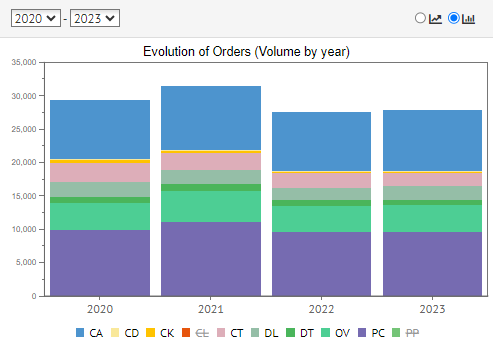 2020 - 2023
Evolution of Orders (Volume by year)
35,000
30,000
25,000
20,000
15,000
10,000
5,000
0
2020 2021 2022 2023
CA CD CK CL CT DL DT OV PC PP